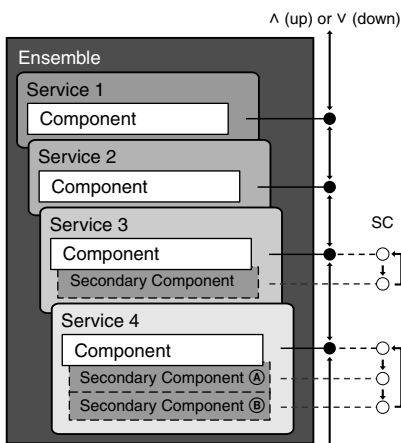 ∧ (up) or ∨ (down)
Ensemble
Service 1
Component
Service 2
Component
Service 3
SC
Component
Secondary Component
Service 4
Component
Secondary Component Ⓐ
Secondary Component Ⓑ